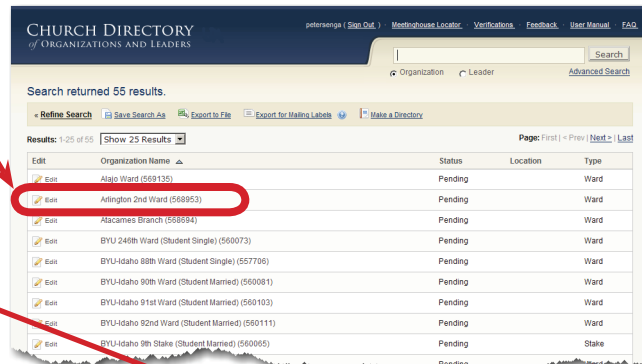 petersenga ( Sign Out ) · Meetinghouse Locator · Verifications · Feedback · User Manual · FAQ
CHURCH DIRECTORY
of ORGANIZATIONS AND LEADERS
Search
Organization Leader Advanced Search
Search returned 55 results.
« Refine Search Save Search As Export to File Export for Mailing Labels Make a Directory
Results: 1-25 of 55 Show 25 Results Page: First | < Prev | Next > | Last
Edit Organization Name Status Location Type
Edit Alajo Ward (569135) Pending Ward
Edit Arlington 2nd Ward (568953) Pending Ward
Edit Atacames Branch (568694) Pending Ward
Edit BYU 246th Ward (Student Single) (560073) Pending Ward
Edit BYU-Idaho 88th Ward (Student Single) (557706) Pending Ward
Edit BYU-Idaho 90th Ward (Student Married) (560081) Pending Ward
Edit BYU-Idaho 91st Ward (Student Married) (560103) Pending Ward
Edit BYU-Idaho 92nd Ward (Student Married) (560111) Pending Ward
Edit BYU-Idaho 9th Stake (Student Married) (560065) Pending Stake
Pending Ward